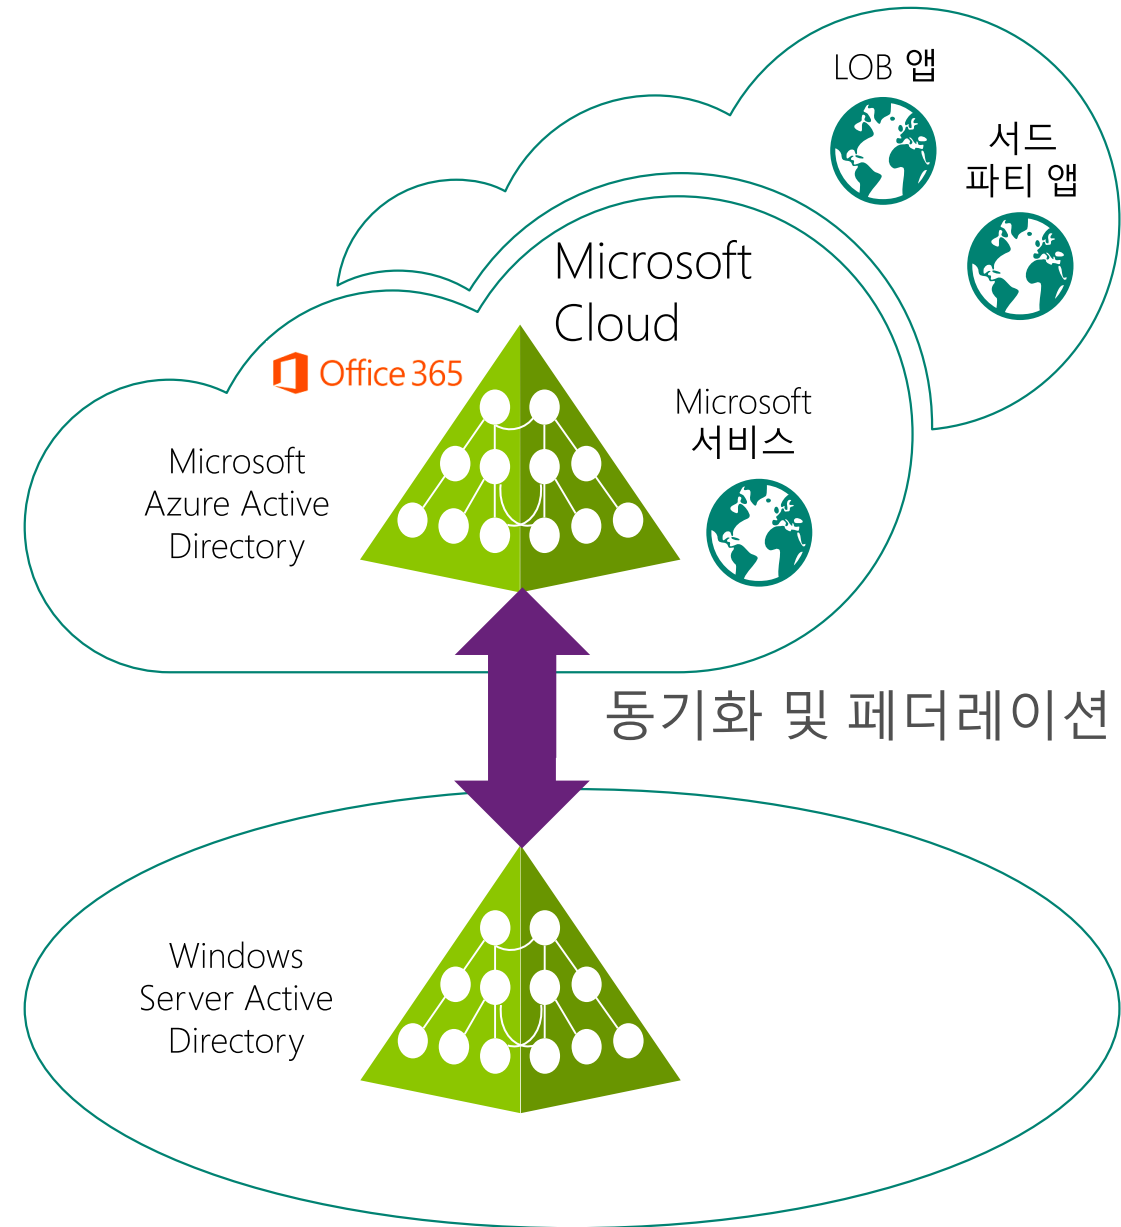 LOB 앱
서드
파티 앱
Microsoft
Cloud
Office 365
Microsoft
서비스
Microsoft
Azure Active
Directory
동기화 및 페더레이션
Windows
Server Active
Directory